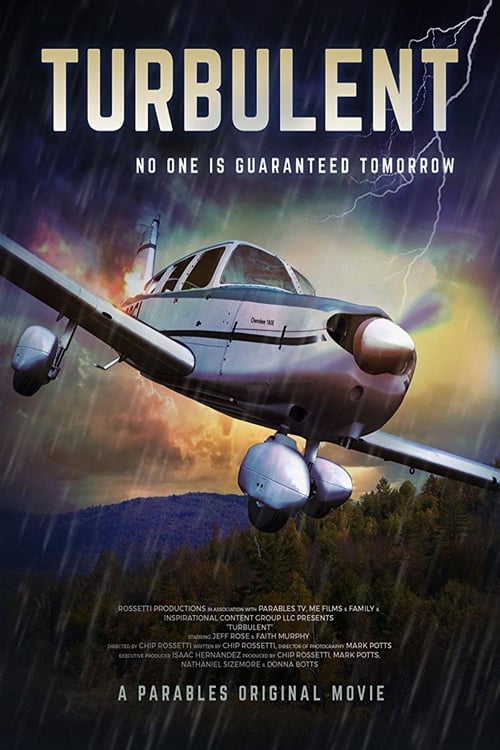 TURBULENT
NO ONE IS GUARANTEED TOMORROW
Cherokee 180E
ROSSETTI PRODUCTIONS IN ASSOCIATION WITH PARABLES TV, ME FILMS & FAMILY &
INSPIRATIONAL CONTENT GROUP LLC PRESENTS
"TURBULENT"
STARRING JEFF ROSE & FAITH MURPHY
DIRECTED BY CHIP ROSSETTI WRITTEN BY CHIP ROSSETTI, DIRECTOR OF PHOTOGRAPHY MARK POTTS
EXECUTIVE PRODUCER ISAAC HERNANDEZ PRODUCED BY CHIP ROSSETTI, MARK POTTS,
NATHANIEL SIZEMORE & DONNA BOTTS
A PARABLES ORIGINAL MOVIE